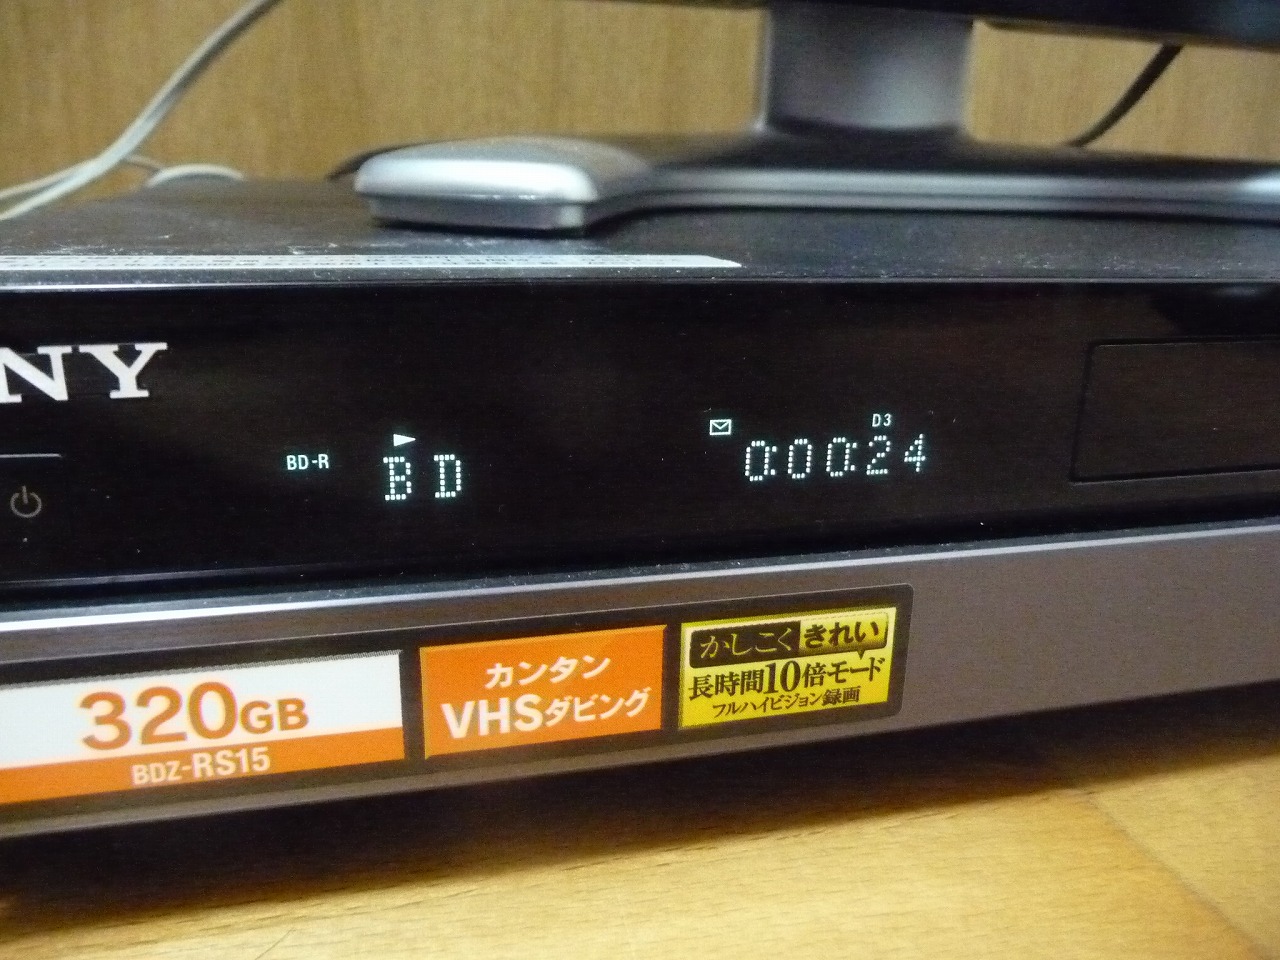 NY
BD-R
BD
D3
0:00:24
320GB
BDZ-RS15
カンタン
VHSダビング
かしこくきれい
長時間10倍モード
フルハイビジョン録画